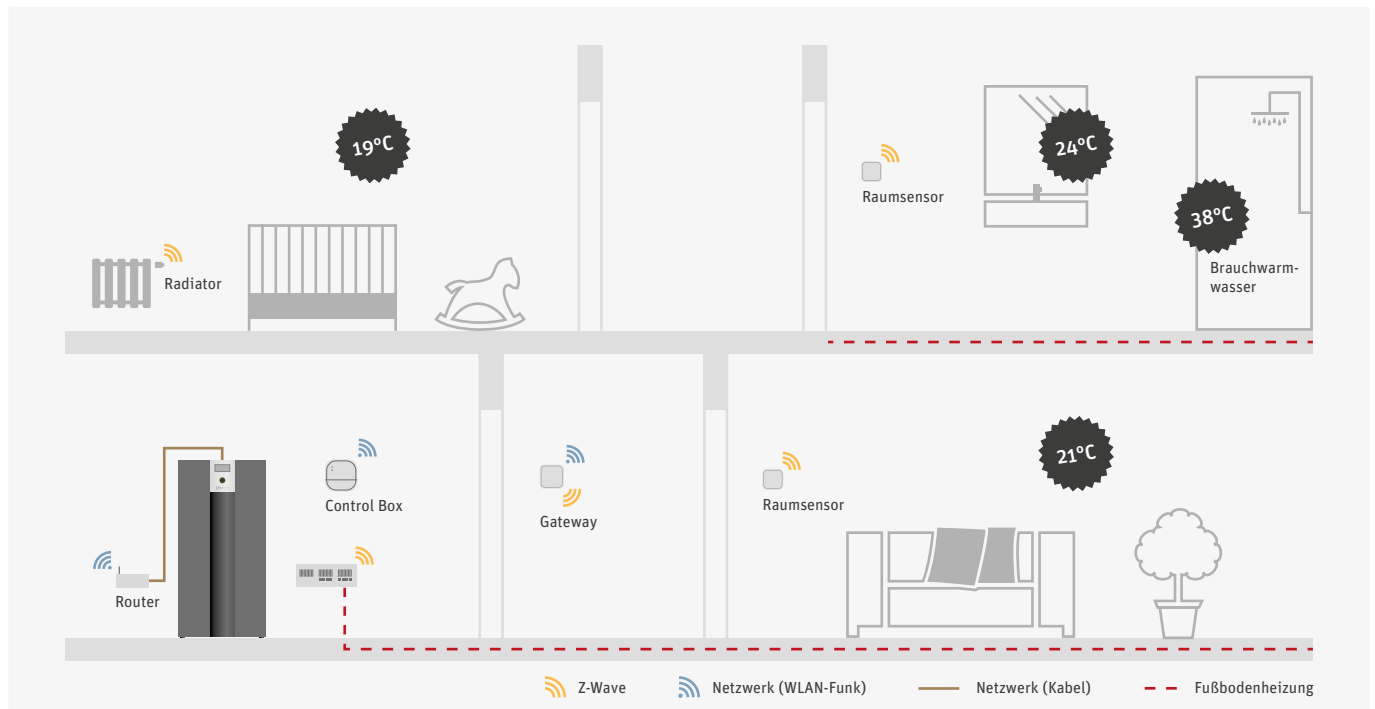 19°C
24°C
Raumsensor
38°C
Radiator
Brauchwarm-
wasser
21°C
Control Box
Raumsensor
Gateway
Router
Z-Wave
Netzwerk (WLAN-Funk)
Netzwerk (Kabel)
Fußbodenheizung